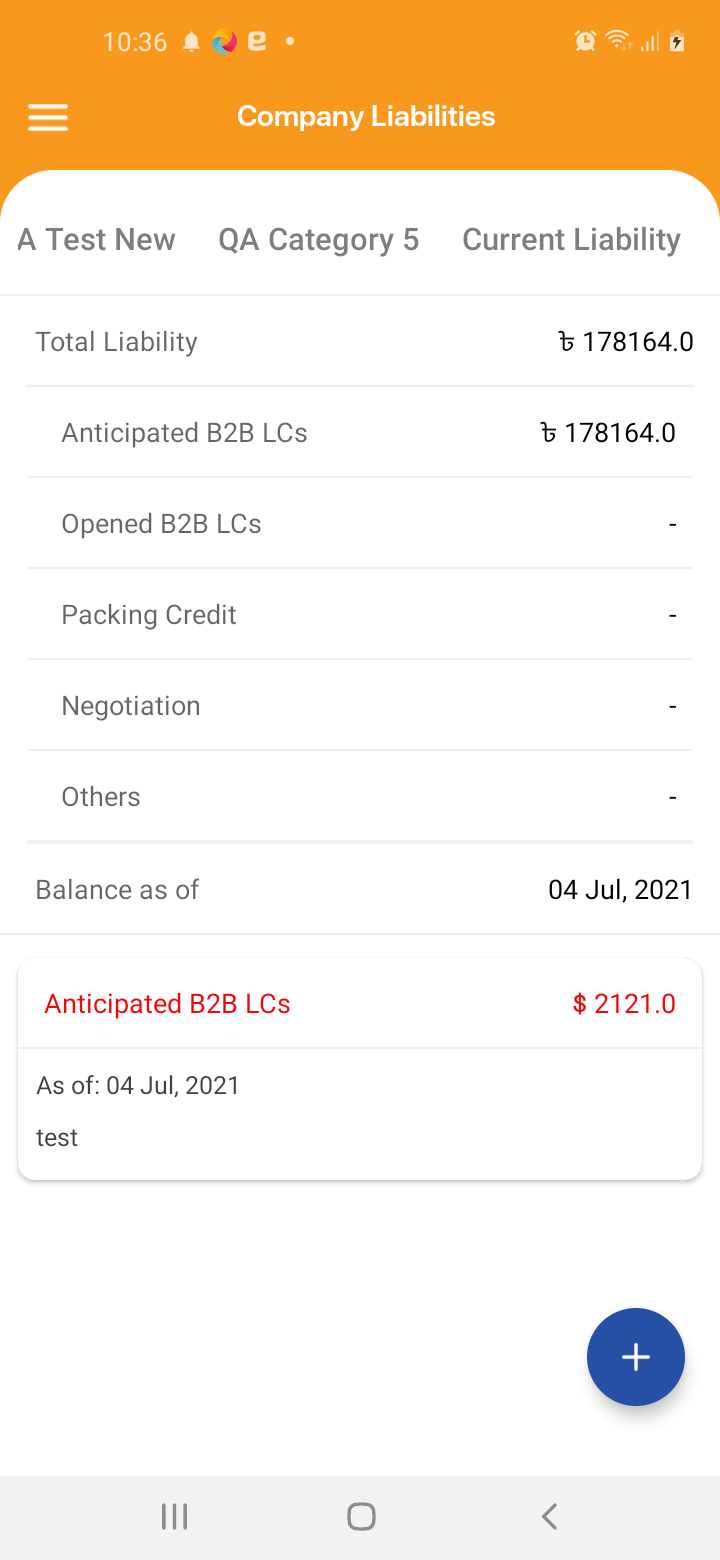 10:36
Company Liabilities
A Test New QA Category 5 Current Liability
Total Liability ৳ 178164.0
Anticipated B2B LCs ৳ 178164.0
Opened B2B LCs -
Packing Credit -
Negotiation -
Others -
Balance as of 04 Jul, 2021
Anticipated B2B LCs $ 2121.0
As of: 04 Jul, 2021
test